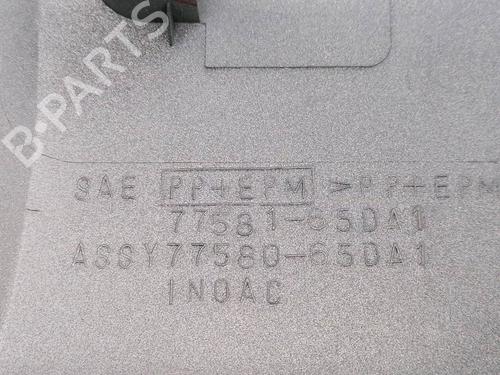 B-PARTS
SAE PP+EPM >PP+EPM
77581-65DA1
ASSY77580-65DA1
INOAC